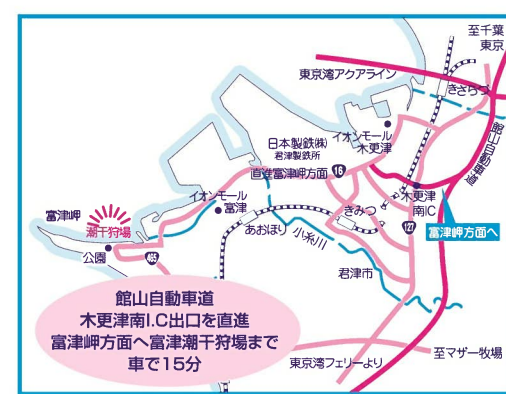 至千葉
東京
東京湾アクアライン
きさらづ
館山自動車道
イオンモール
木更津
日本製鉄㈱
君津製鉄所
直進富津岬方面
16
イオンモール
富津
木更津
南IC
富津岬
潮干狩場
きみつ
あおほり
小糸川
127
富津岬方面へ
公園
465
君津市
館山自動車道
木更津南I.C出口を直進
富津岬方面へ富津潮干狩場まで
車で15分
東京湾フェリーより
至マザー牧場